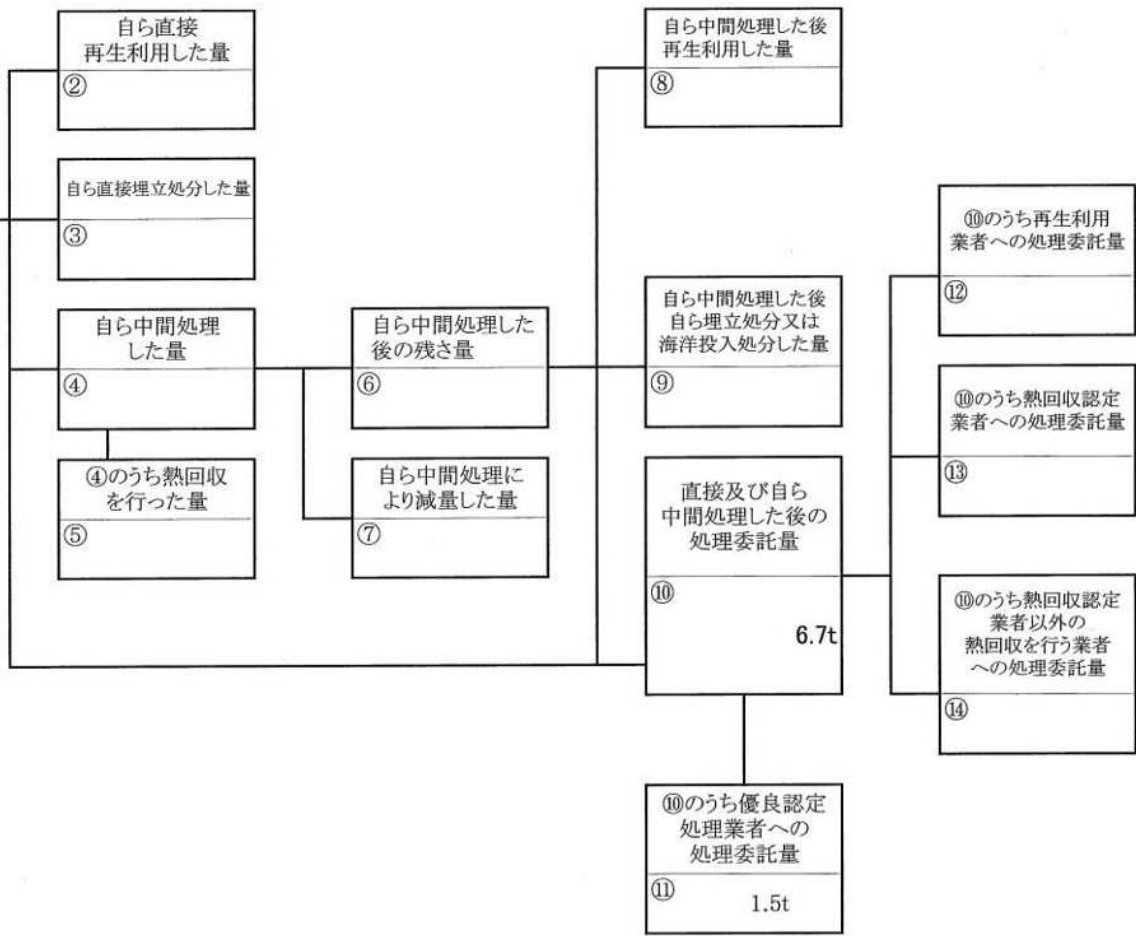 自ら直接
再生利用した量
②
自ら直接埋立処分した量
③
自ら中間処理
した量
④
④のうち熱回収
を行った量
⑤
自ら中間処理した
後の残さ量
⑥
自ら中間処理に
より減量した量
⑦
自ら中間処理した後
再生利用した量
⑧
自ら中間処理した後
自ら埋立処分又は
海洋投入処分した量
⑨
直接及び自ら
中間処理した後の
処理委託量
⑩
6.7t
⑩のうち優良認定
処理業者への
処理委託量
⑪
1.5t
⑩のうち再生利用
業者への処理委託量
⑫
⑩のうち熱回収認定
業者への処理委託量
⑬
⑩のうち熱回収認定
業者以外の
熱回収を行う業者
への処理委託量
⑭